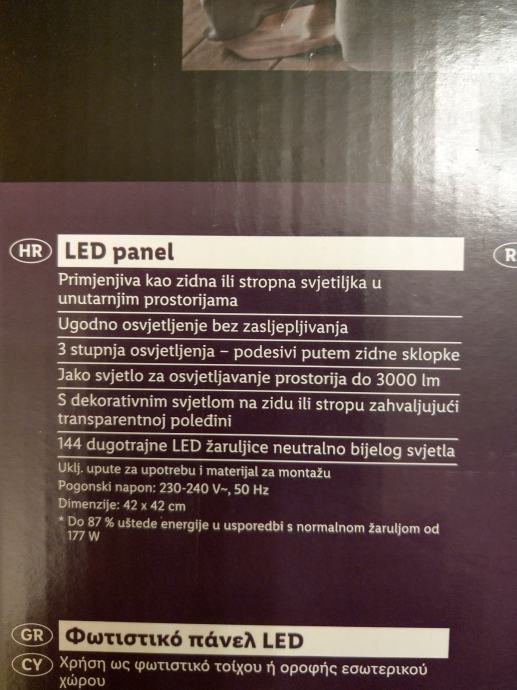 HR LED panel
Primjenjiva kao zidna ili stropna svjetiljka u
unutarnjim prostorijama
Ugodno osvjetljenje bez zasljepljivanja
3 stupnja osvjetljenja – podesivi putem zidne sklopke
Jako svjetlo za osvjetljavanje prostorija do 3000 lm
S dekorativnim svjetlom na zidu ili stropu zahvaljujući
transparentnoj poleđini
144 dugotrajne LED žaruljice neutralno bijelog svjetla
Uklj. upute za upotrebu i materijal za montažu
Pogonski napon: 230-240 V~, 50 Hz
Dimenzije: 42 x 42 cm
* Do 87 % uštede energije u usporedbi s normalnom žaruljom od
177 W
GR Φωτιστικό πάνελ LED
CY Χρήση ως φωτιστικό τοίχου ή οροφής εσωτερικού
χώρου